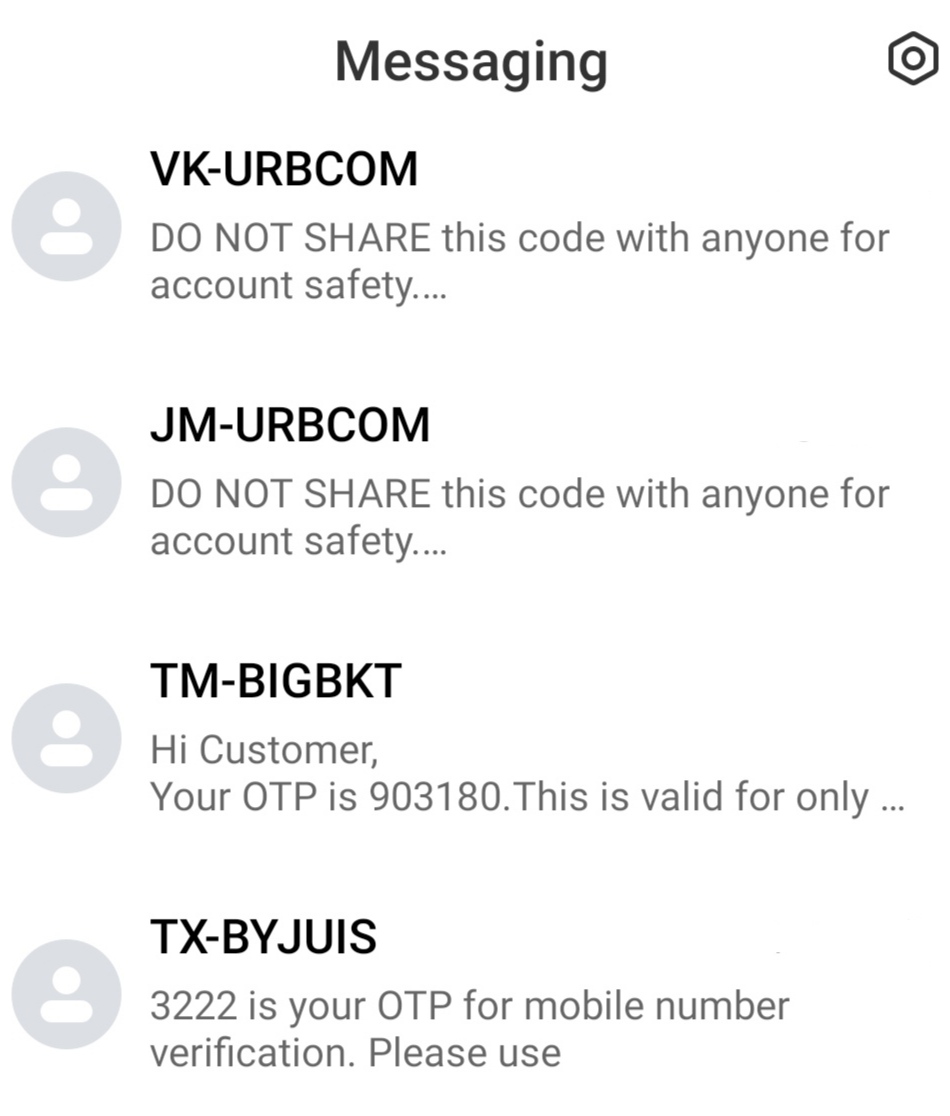 Messaging
VK-URBCOM
DO NOT SHARE this code with anyone for
account safety.…
JM-URBCOM
DO NOT SHARE this code with anyone for
account safety.…
TM-BIGBKT
Hi Customer,
Your OTP is 903180.This is valid for only …
TX-BYJUIS
3222 is your OTP for mobile number
verification. Please use